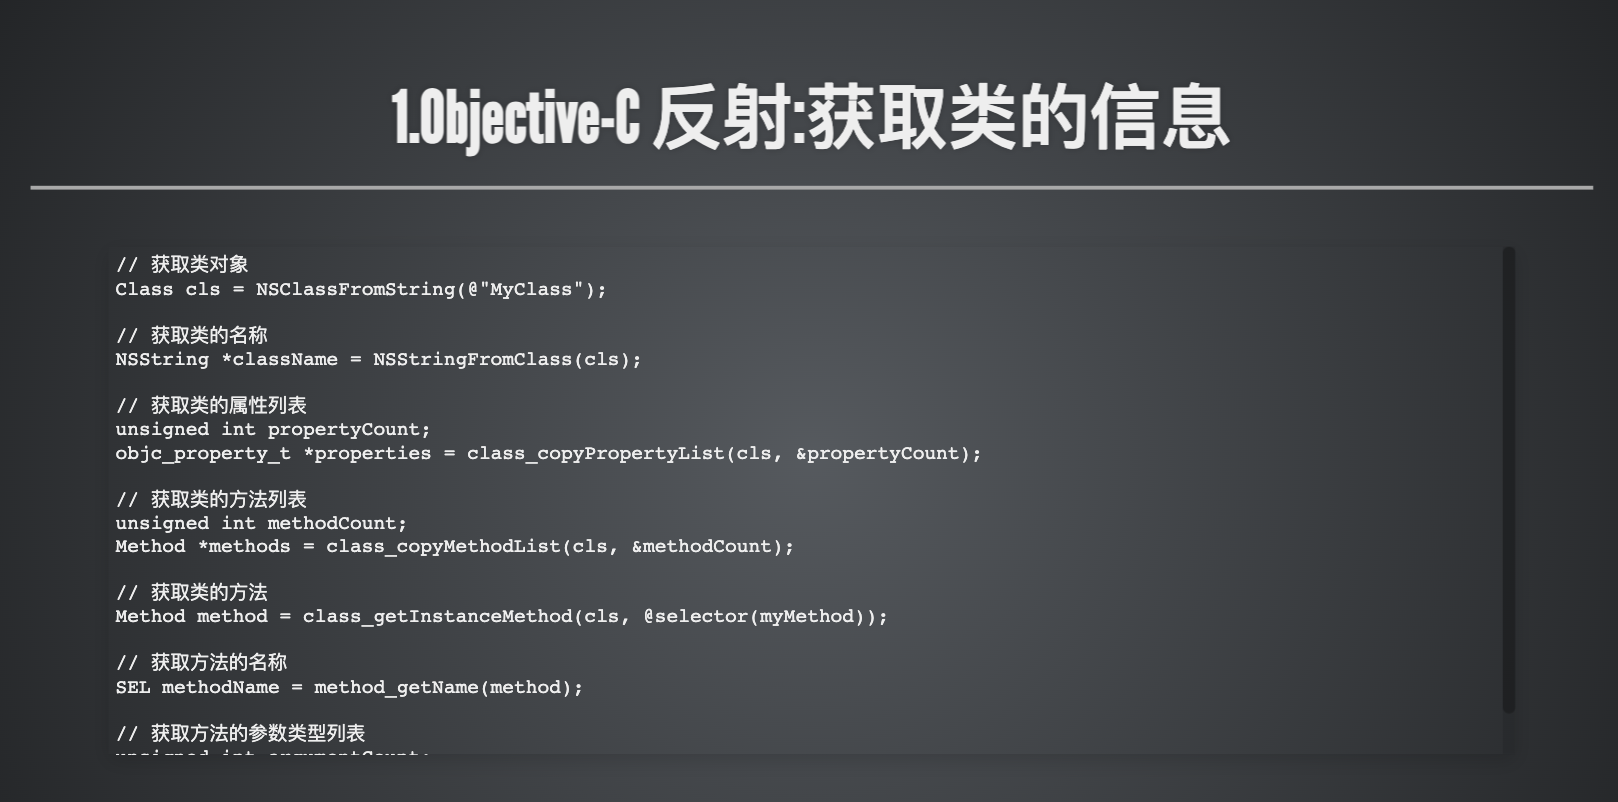 1.Objective-C 反射:获取类的信息
// 获取类对象
Class cls = NSClassFromString(@"MyClass");
// 获取类的名称
NSString *className = NSStringFromClass(cls);
// 获取类的属性列表
unsigned int propertyCount;
objc_property_t *properties = class_copyPropertyList(cls, &propertyCount);
// 获取类的方法列表
unsigned int methodCount;
Method *methods = class_copyMethodList(cls, &methodCount);
// 获取类的方法
Method method = class_getInstanceMethod(cls, @selector(myMethod));
// 获取方法的名称
SEL methodName = method_getName(method);
// 获取方法的参数类型列表